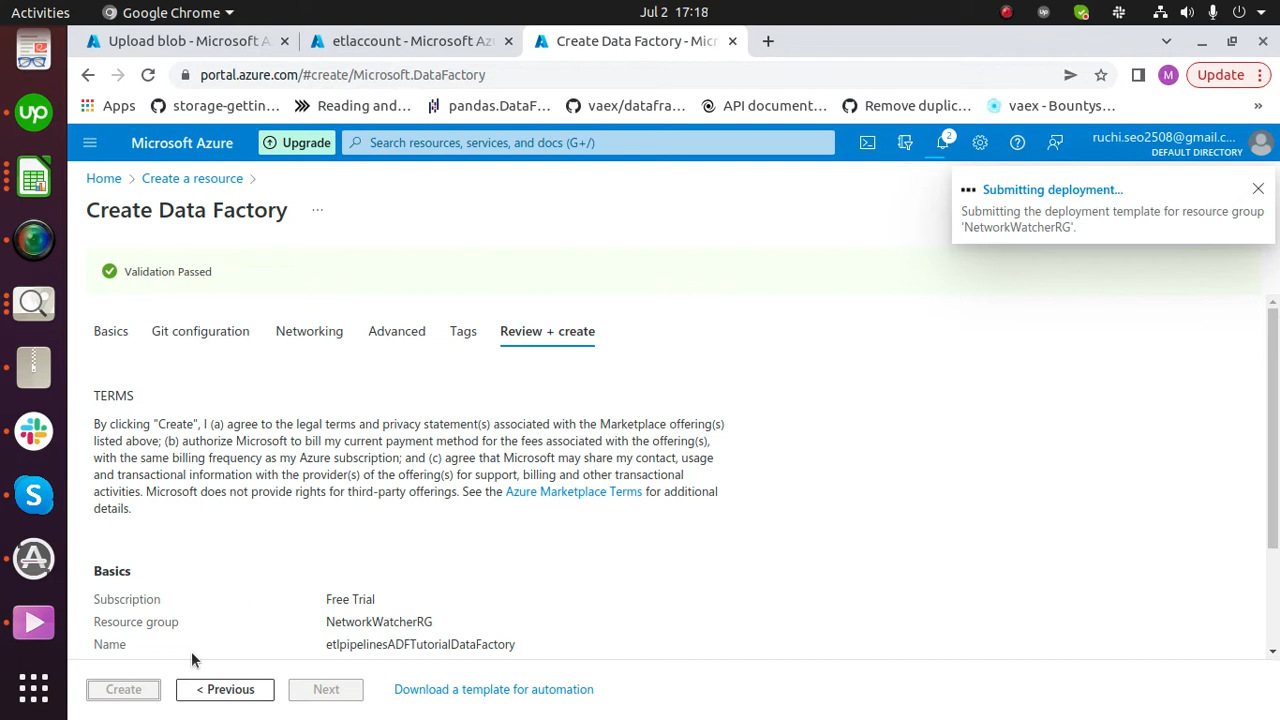 Activities
Google Chrome
Jul 2 17:18
Upload blob - Microsoft A
etlaccount - Microsoft Az
Create Data Factory - Micr
portal.azure.com/#create/Microsoft.DataFactory
M
Update
Apps
storage-gettin...
Reading and...
pandas.DataF...
vaex/datafra...
API document...
Remove duplic...
vaex - Bountys...
»
Microsoft Azure
Upgrade
Search resources, services, and docs (G+/)
2
ruchi.seo2508@gmail.c...
DEFAULT DIRECTORY
Home
Create a resource
Create Data Factory
...
Submitting deployment...
Submitting the deployment template for resource group
'NetworkWatcherRG'.
Validation Passed
Basics
Git configuration
Networking
Advanced
Tags
Review + create
TERMS
By clicking "Create", I (a) agree to the legal terms and privacy statement(s) associated with the Marketplace offering(s)
listed above; (b) authorize Microsoft to bill my current payment method for the fees associated with the offering(s),
with the same billing frequency as my Azure subscription; and (c) agree that Microsoft may share my contact, usage
and transactional information with the provider(s) of the offering(s) for support, billing and other transactional
activities. Microsoft does not provide rights for third-party offerings. See the Azure Marketplace Terms for additional
details.
Basics
Subscription
Free Trial
Resource group
NetworkWatcherRG
Name
etlpipelinesADFTutorialDataFactory
Create
< Previous
Next
Download a template for automation
up
S